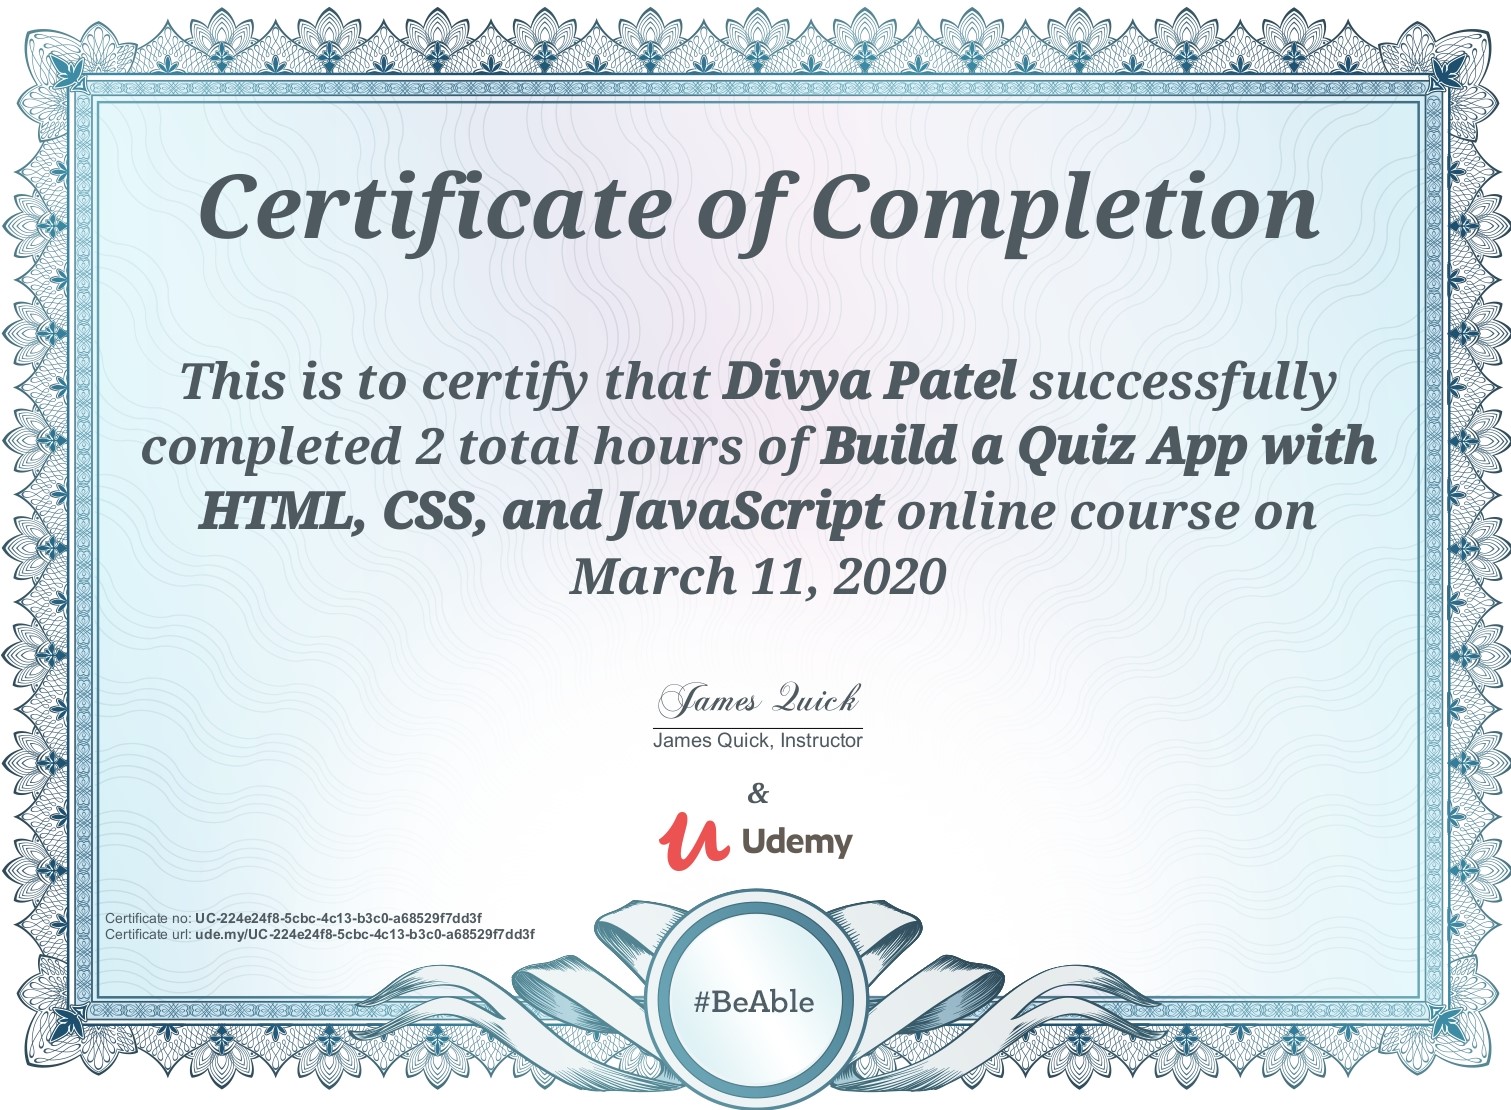 Certificate of Completion
This is to certify that Divya Patel successfully
completed 2 total hours of Build a Quiz App with
HTML, CSS, and JavaScript online course on
March 11, 2020
James Quick
James Quick, Instructor
&
Udemy
Certificate no: UC-224e24f8-5cbc-4c13-b3c0-a68529f7dd3f
Certificate url: ude.my/UC-224e24f8-5cbc-4c13-b3c0-a68529f7dd3f
#BeAble